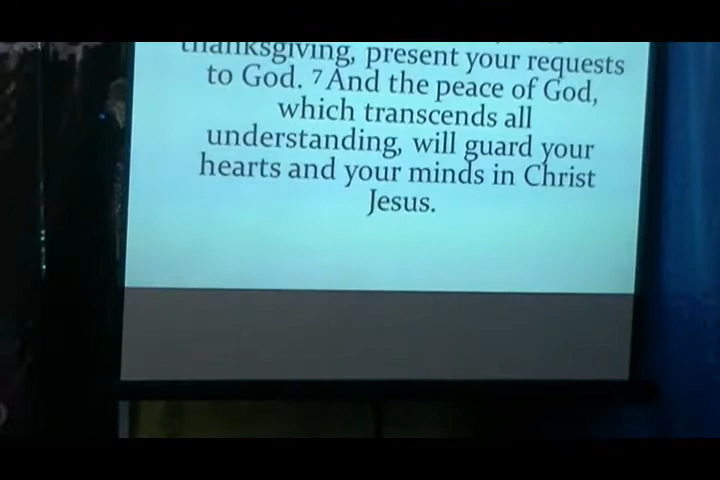 thanksgiving, present your requests
to God. ⁷ And the peace of God,
which transcends all
understanding, will guard your
hearts and your minds in Christ
Jesus.